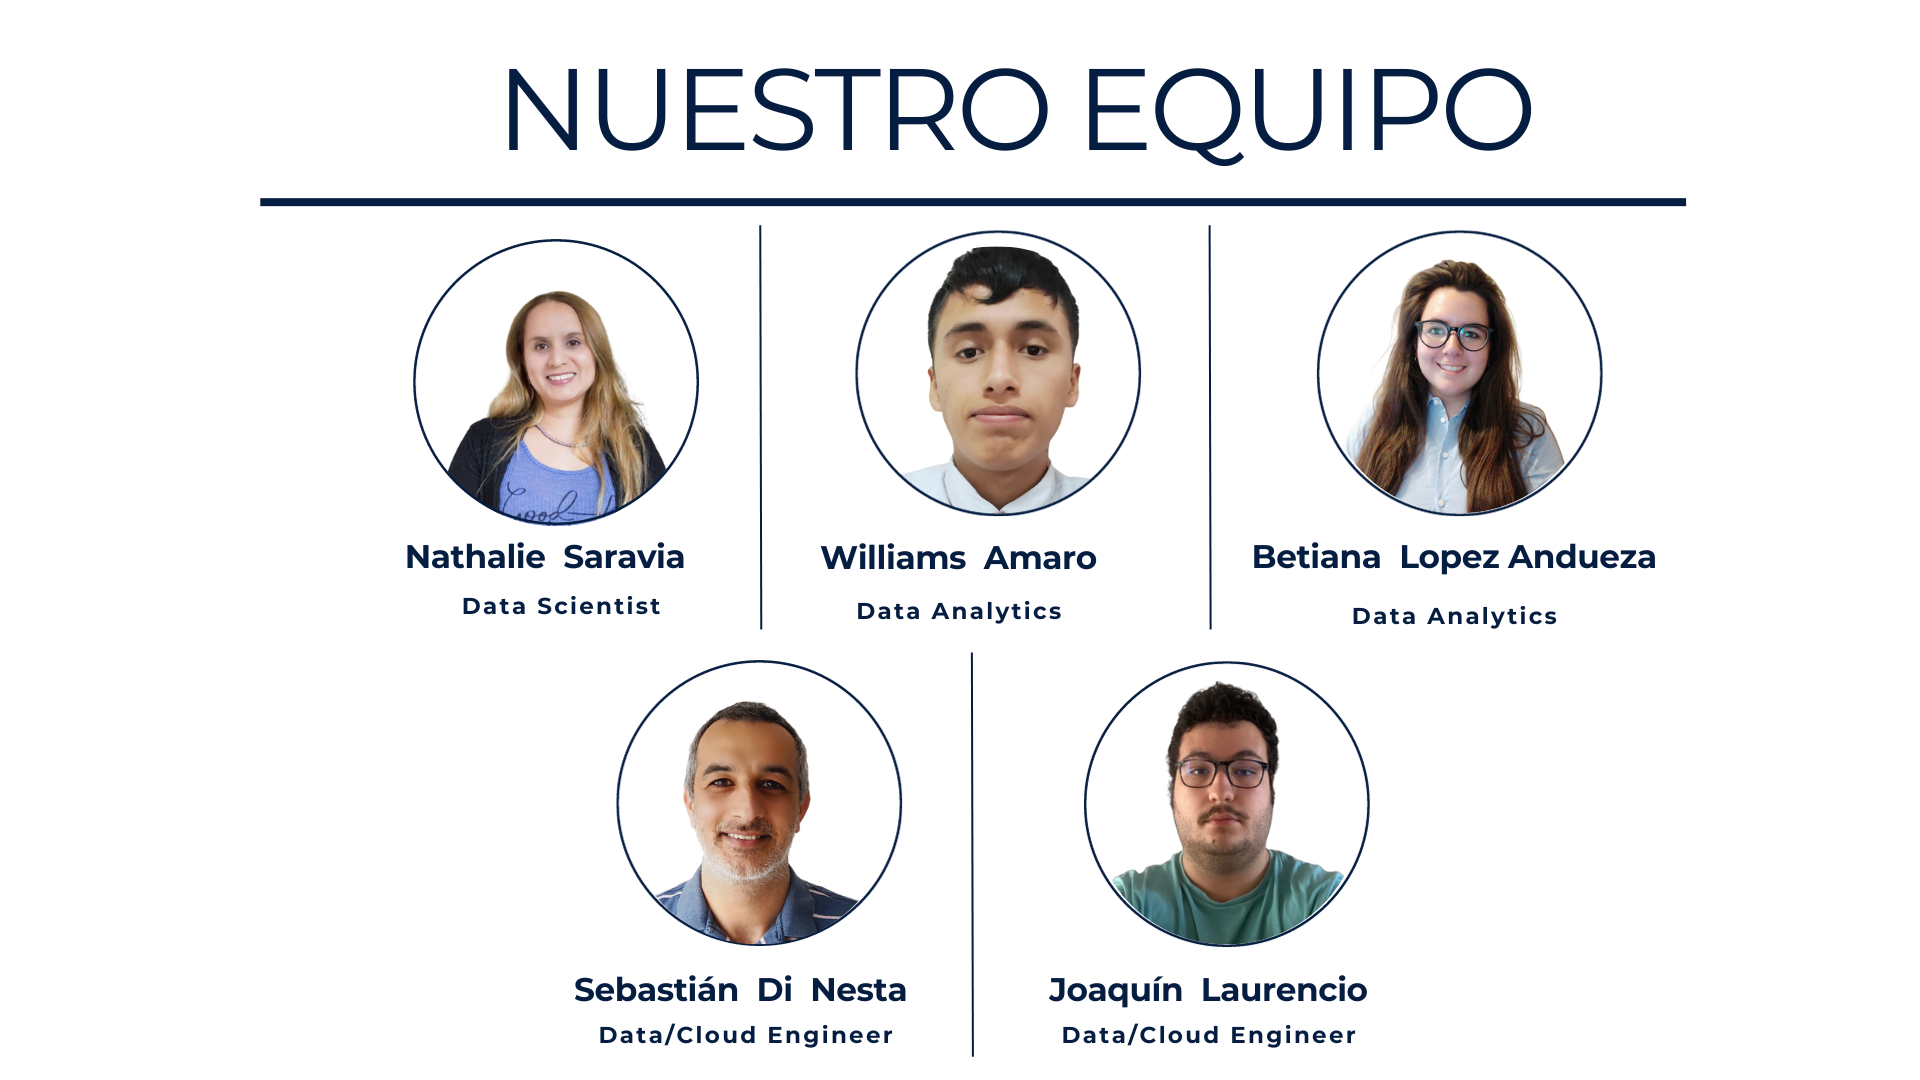 NUESTRO EQUIPO
Good
Nathalie Saravia
Williams Amaro
Betiana Lopez Andueza
Data Scientist
Data Analytics
Data Analytics
Sebastián Di Nesta
Joaquín Laurencio
Data/Cloud Engineer
Data/Cloud Engineer